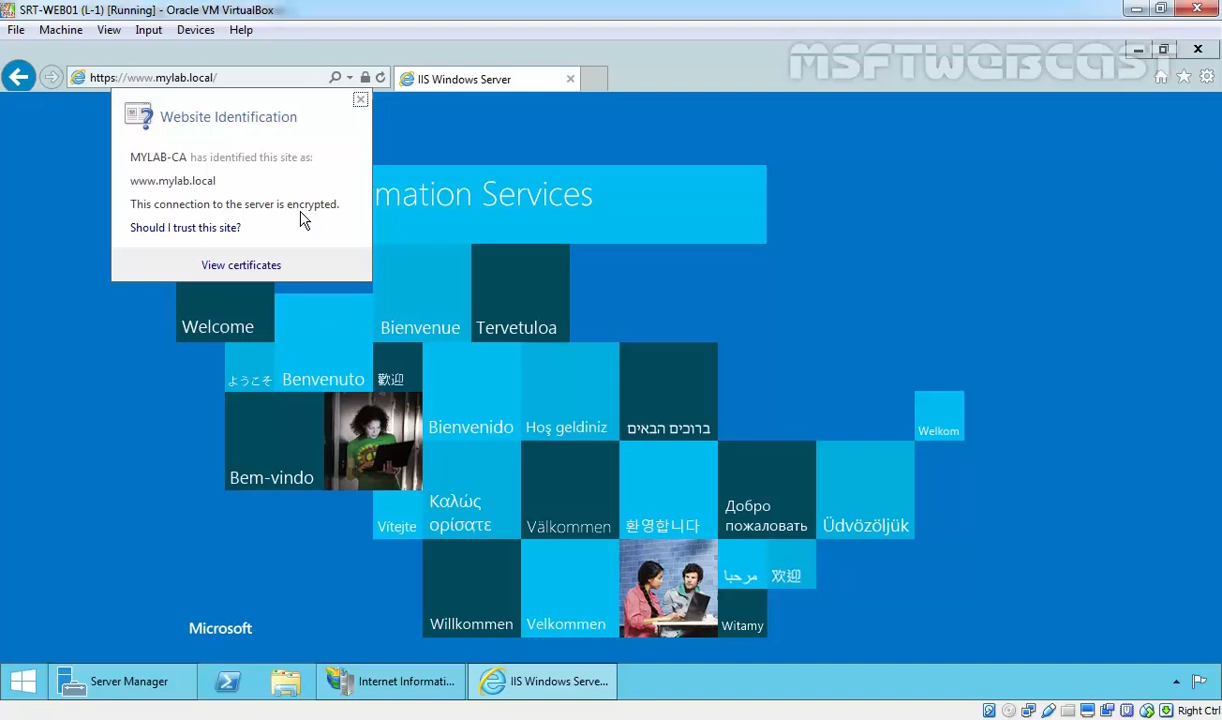 SRT-WEB01 (L-1) [Running] - Oracle VM VirtualBox
File Machine View Input Devices Help
MSFTWEBCAST
https://www.mylab.local/
IIS Windows Server
Website Identification
MYLAB-CA has identified this site as:
www.mylab.local
This connection to the server is encrypted.
Should I trust this site?
View certificates
mation Services
Welcome
Bienvenue
Tervetuloa
ようこそ
Benvenuto
歡迎
Bienvenido
Hoş geldiniz
ברוכים הבאים
Welkom
Bem-vindo
Vítejte
Καλώς
ορίσατε
Välkommen
환영합니다
Добро
пожаловать
Üdvözöljük
مرحبا
欢迎
Willkommen
Velkommen
Witamy
Microsoft
Server Manager
Internet Informati...
IIS Windows Serve...
Right Ctrl